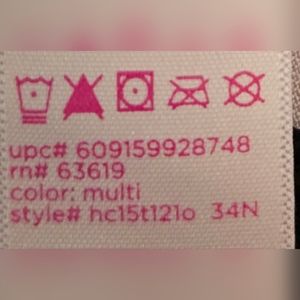 upc# 609159928748
rn# 63619
color: multi
style# hc15t121o 34N